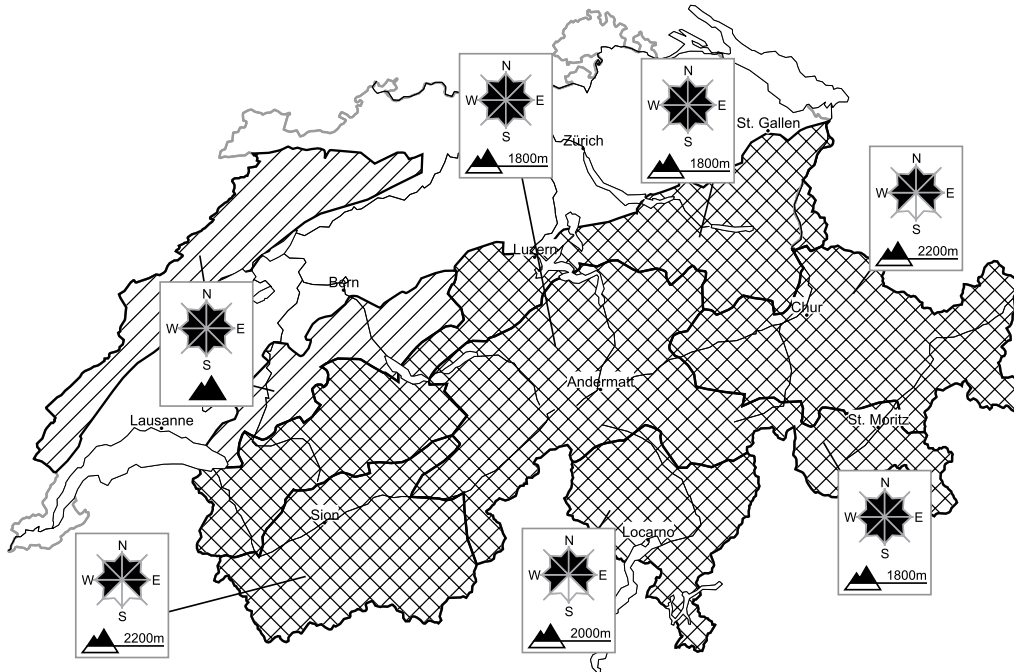 N
W E
S
1800m
N
W E
S
1800m
St. Gallen
Zürich
N
W E
S
2200m
Luzern
Bern
N
W E
S
Chur
Andermatt
Lausanne
St. Moritz
N
W E
S
1800m
Sion
Locarno
N
W E
S
2200m
N
W E
S
2000m